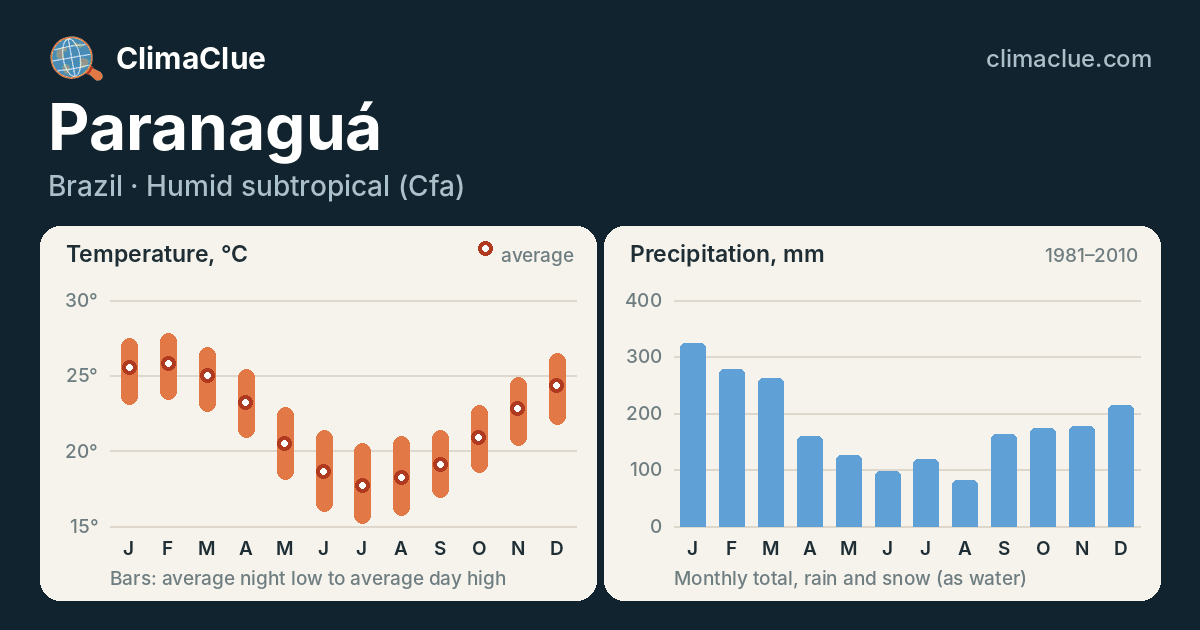 ClimaClue
climaclue.com
Paranaguá
Brazil · Humid subtropical (Cfa)
Temperature, °C
average
30°
25°
20°
15°
J F M A M J J A S O N D
Bars: average night low to average day high
Precipitation, mm
1981–2010
400
300
200
100
0
J F M A M J J A S O N D
Monthly total, rain and snow (as water)